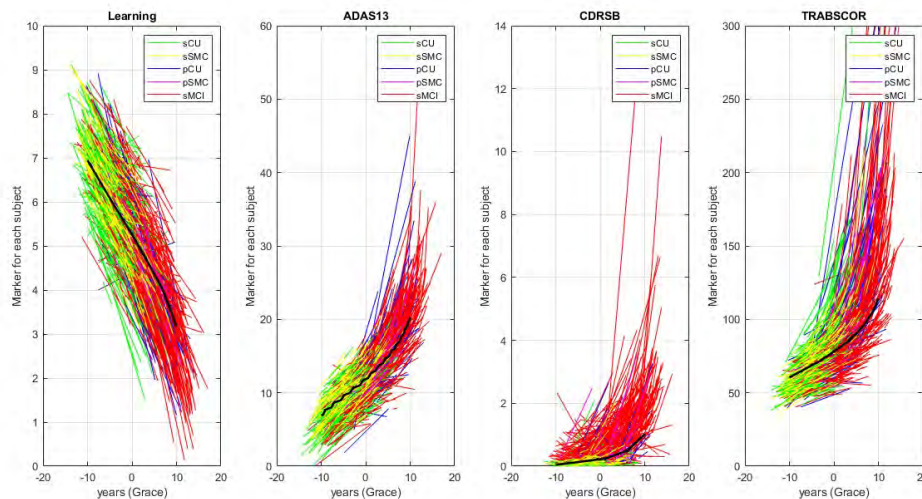 Learning
Marker for each subject
10
9
8
7
6
5
4
3
2
1
0
sCU
sSMC
pCU
pSMC
sMCI
-20 -10 0 10 20
years (Grace)
ADAS13
Marker for each subject
60
50
40
30
20
10
0
sCU
sSMC
pCU
pSMC
sMCI
-20 -10 0 10 20
years (Grace)
CDRSB
Marker for each subject
14
12
10
8
6
4
2
0
sCU
sSMC
pCU
pSMC
sMCI
-20 -10 0 10 20
years (Grace)
TRABSCOR
Marker for each subject
300
250
200
150
100
50
0
sCU
sSMC
pCU
pSMC
sMCI
-20 -10 0 10 20
years (Grace)